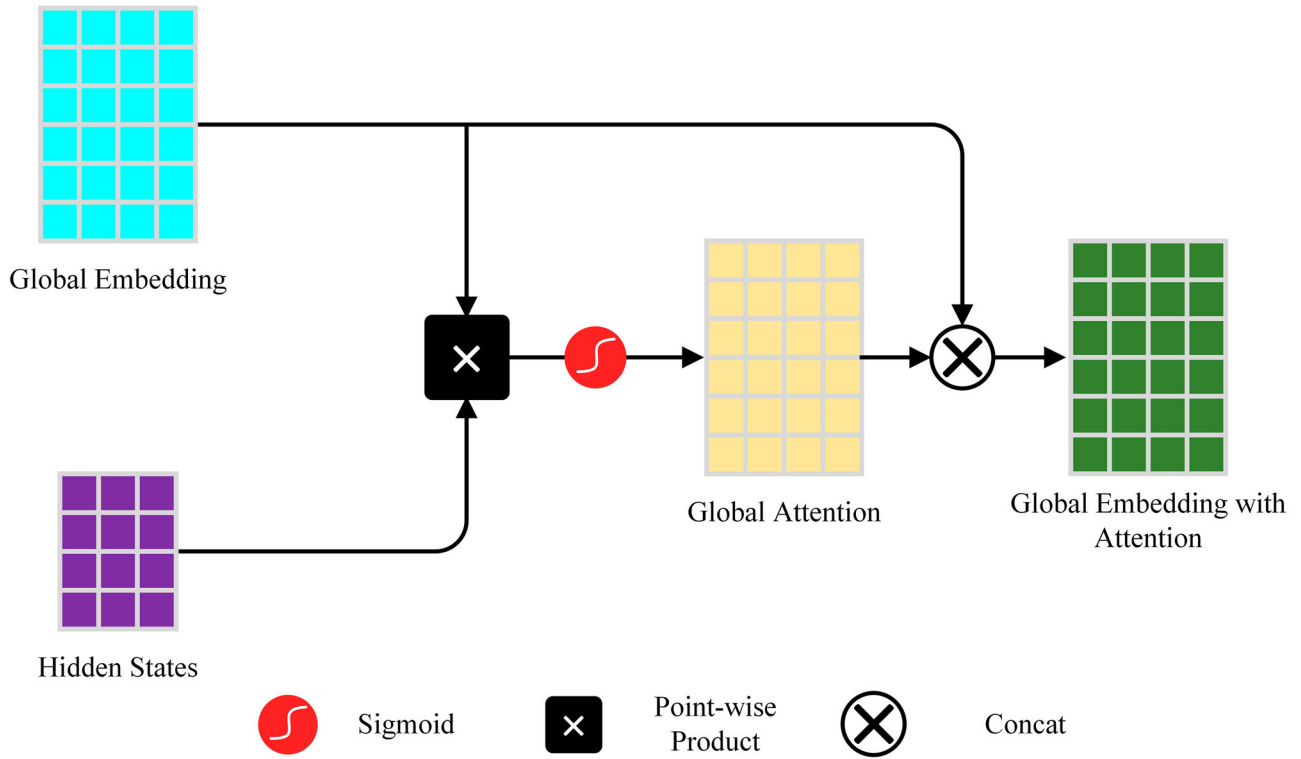 Global Embedding
Global Attention
Global Embedding with
Attention
Hidden States
Sigmoid
Point-wise
Product
Concat